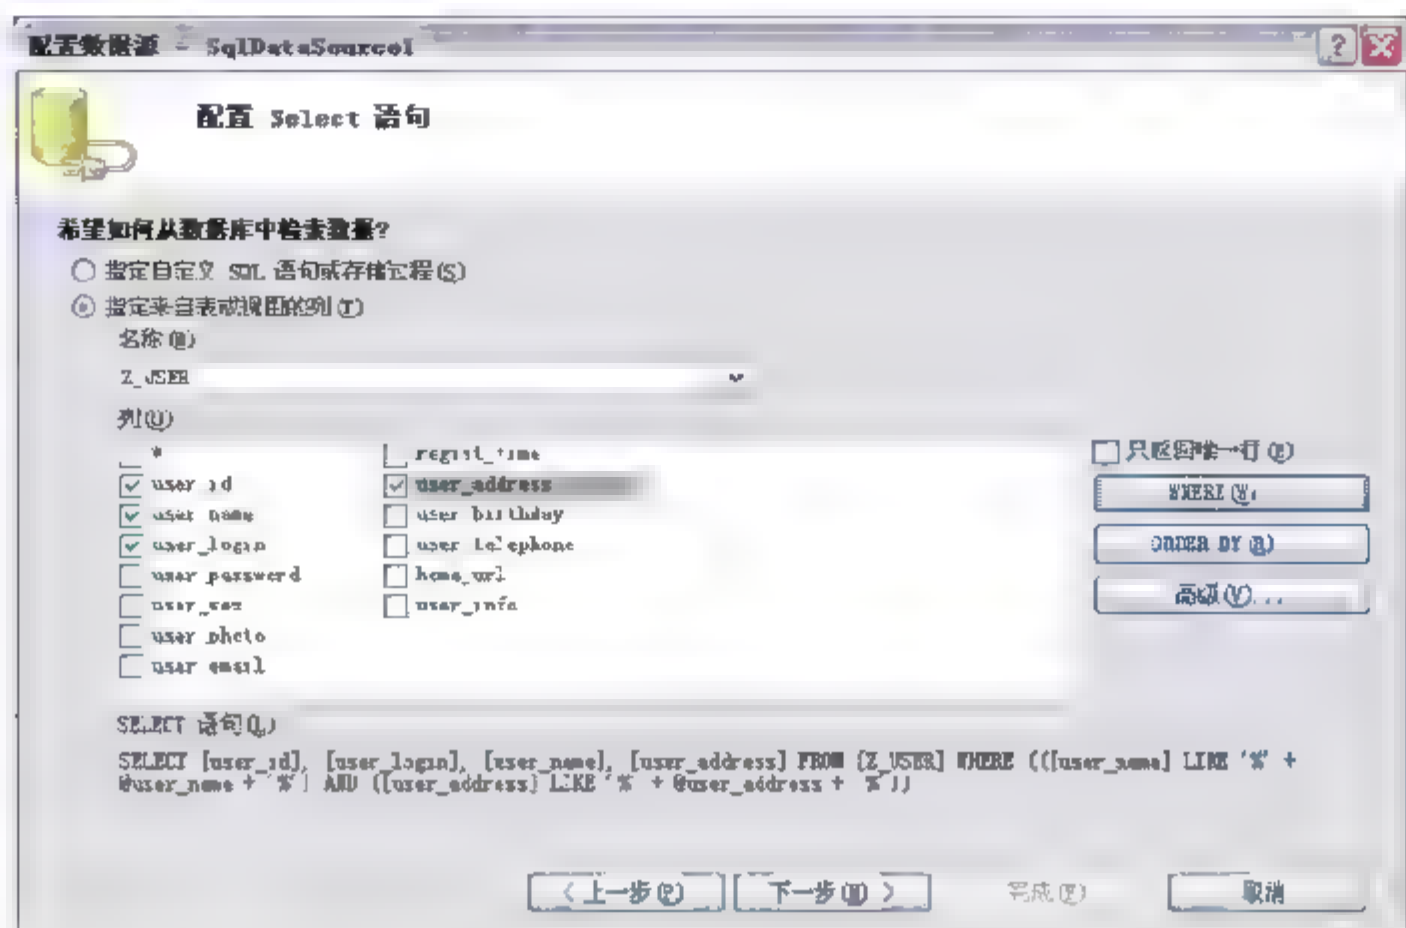 配置数据源 - SqlDataSource1
配置 Select 语句
希望如何从数据库中检索数据?
指定自定义 SQL 语句或存储过程(S)
指定来自表或视图的列(T)
名称(N)
Z_USER
列(U)
*
regist_time
user_id
user_address
user_name
user_birthday
user_login
user_telephone
user_password
home_url
user_sex
user_info
user_photo
user_email
只返回唯一行(E)
WHERE(W)
ORDER BY(R)
高级(V)...
SELECT 语句(L)
SELECT [user_id], [user_login], [user_name], [user_address] FROM [Z_USER] WHERE (([user_name] LIKE '%' +
@user_name + '%') AND ([user_address] LIKE '%' + @user_address + '%'))
< 上一步(P)
下一步(N) >
完成(F)
取消